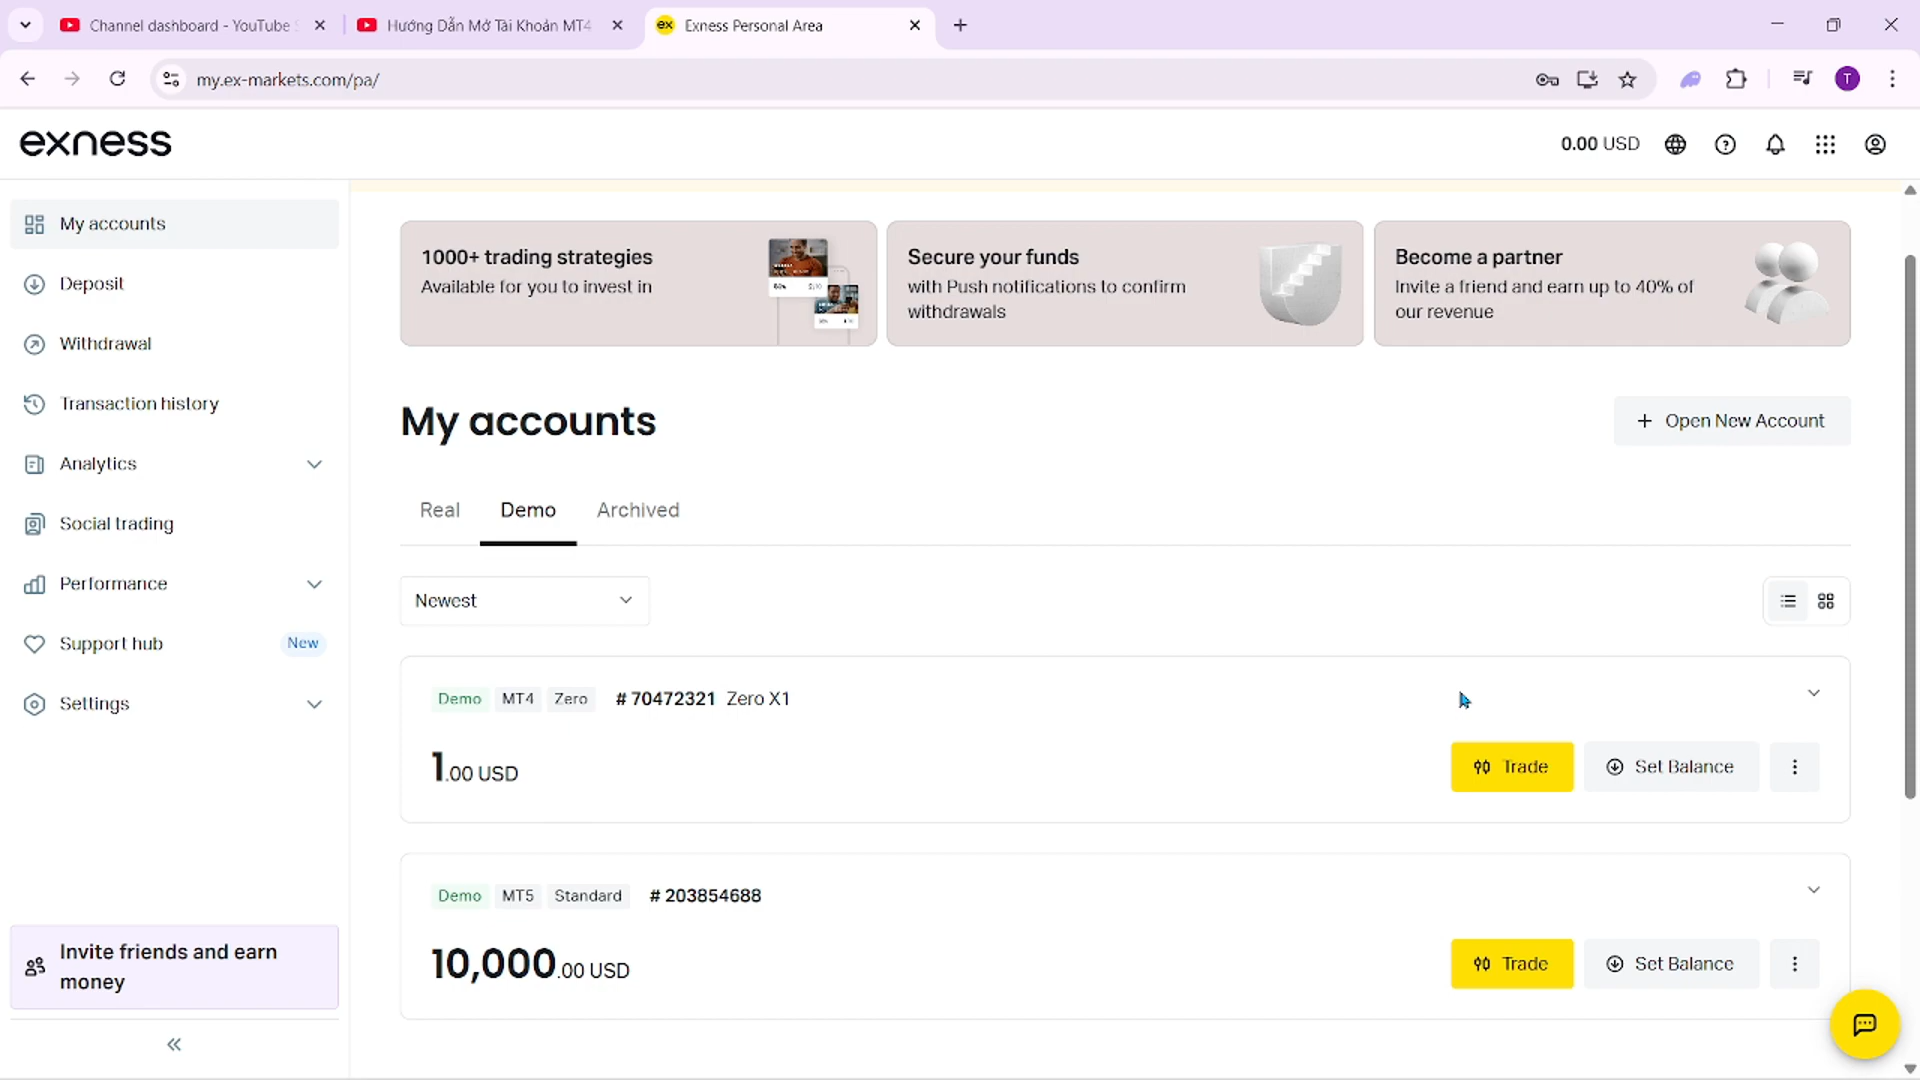 Channel dashboard - YouTube S
Hướng Dẫn Mở Tài Khoản MT4
ex Exness Personal Area
my.ex-markets.com/pa/
T
exness
0.00 USD
My accounts
Deposit
Withdrawal
Transaction history
Analytics
Social trading
Performance
Support hub New
Settings
Invite friends and earn
money
1000+ trading strategies
Available for you to invest in
Secure your funds
with Push notifications to confirm
withdrawals
Become a partner
Invite a friend and earn up to 40% of
our revenue
My accounts
+ Open New Account
Real Demo Archived
Newest
Demo MT4 Zero # 70472321 Zero X1
1.00 USD
Trade Set Balance
Demo MT5 Standard # 203854688
10,000.00 USD
Trade Set Balance